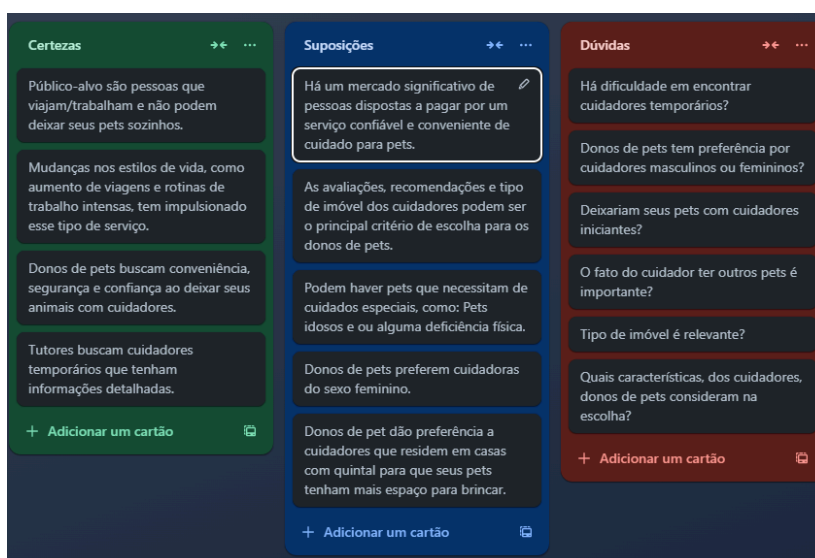 Certezas
Público-alvo são pessoas que
viajam/trabalham e não podem
deixar seus pets sozinhos.
Mudanças nos estilos de vida, como
aumento de viagens e rotinas de
trabalho intensas, tem impulsionado
esse tipo de serviço.
Donos de pets buscam conveniência,
segurança e confiança ao deixar seus
animais com cuidadores.
Tutores buscam cuidadores
temporários que tenham
informações detalhadas.
+ Adicionar um cartão
Suposições
Há um mercado significativo de
pessoas dispostas a pagar por um
serviço confiável e conveniente de
cuidado para pets.
As avaliações, recomendações e tipo
de imóvel dos cuidadores podem ser
o principal critério de escolha para os
donos de pets.
Podem haver pets que necessitam de
cuidados especiais, como: Pets
idosos e ou alguma deficiência física.
Donos de pets preferem cuidadoras
do sexo feminino.
Donos de pet dão preferência a
cuidadores que residem em casas
com quintal para que seus pets
tenham mais espaço para brincar.
+ Adicionar um cartão
Dúvidas
Há dificuldade em encontrar
cuidadores temporários?
Donos de pets tem preferência por
cuidadores masculinos ou femininos?
Deixariam seus pets com cuidadores
iniciantes?
O fato do cuidador ter outros pets é
importante?
Tipo de imóvel é relevante?
Quais características, dos cuidadores,
donos de pets consideram na
escolha?
+ Adicionar um cartão